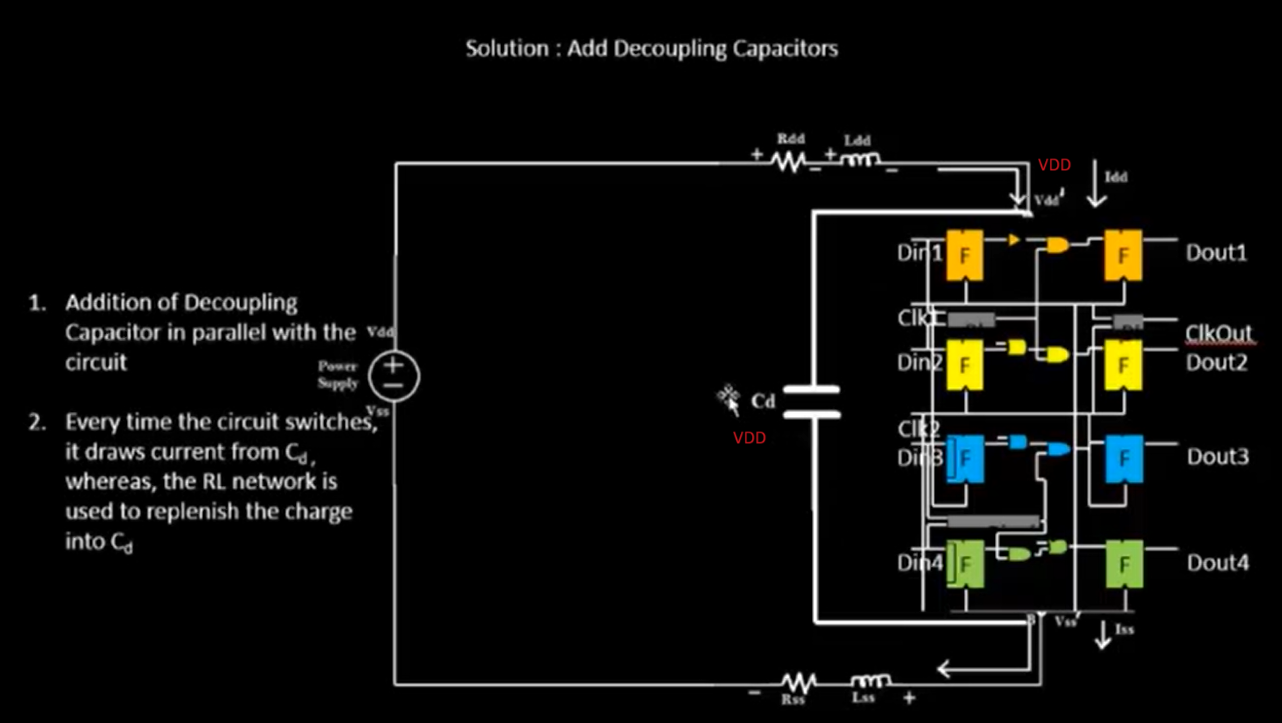 Solution : Add Decoupling Capacitors
Rdd
Ldd
+
+
−
−
VDD
Idd
Vdd'
Din1
F
F
Dout1
1. Addition of Decoupling
Capacitor in parallel with the
circuit
Vdd
Power
Supply
+
−
Vss
Clk1
ClkOut
Din2
F
F
Dout2
2. Every time the circuit switches,
it draws current from Cd,
whereas, the RL network is
used to replenish the charge
into Cd
Cd
VDD
Clk2
Din3
F
F
Dout3
Din4
F
F
Dout4
B
Vss'
Iss
−
Rss
Lss
+